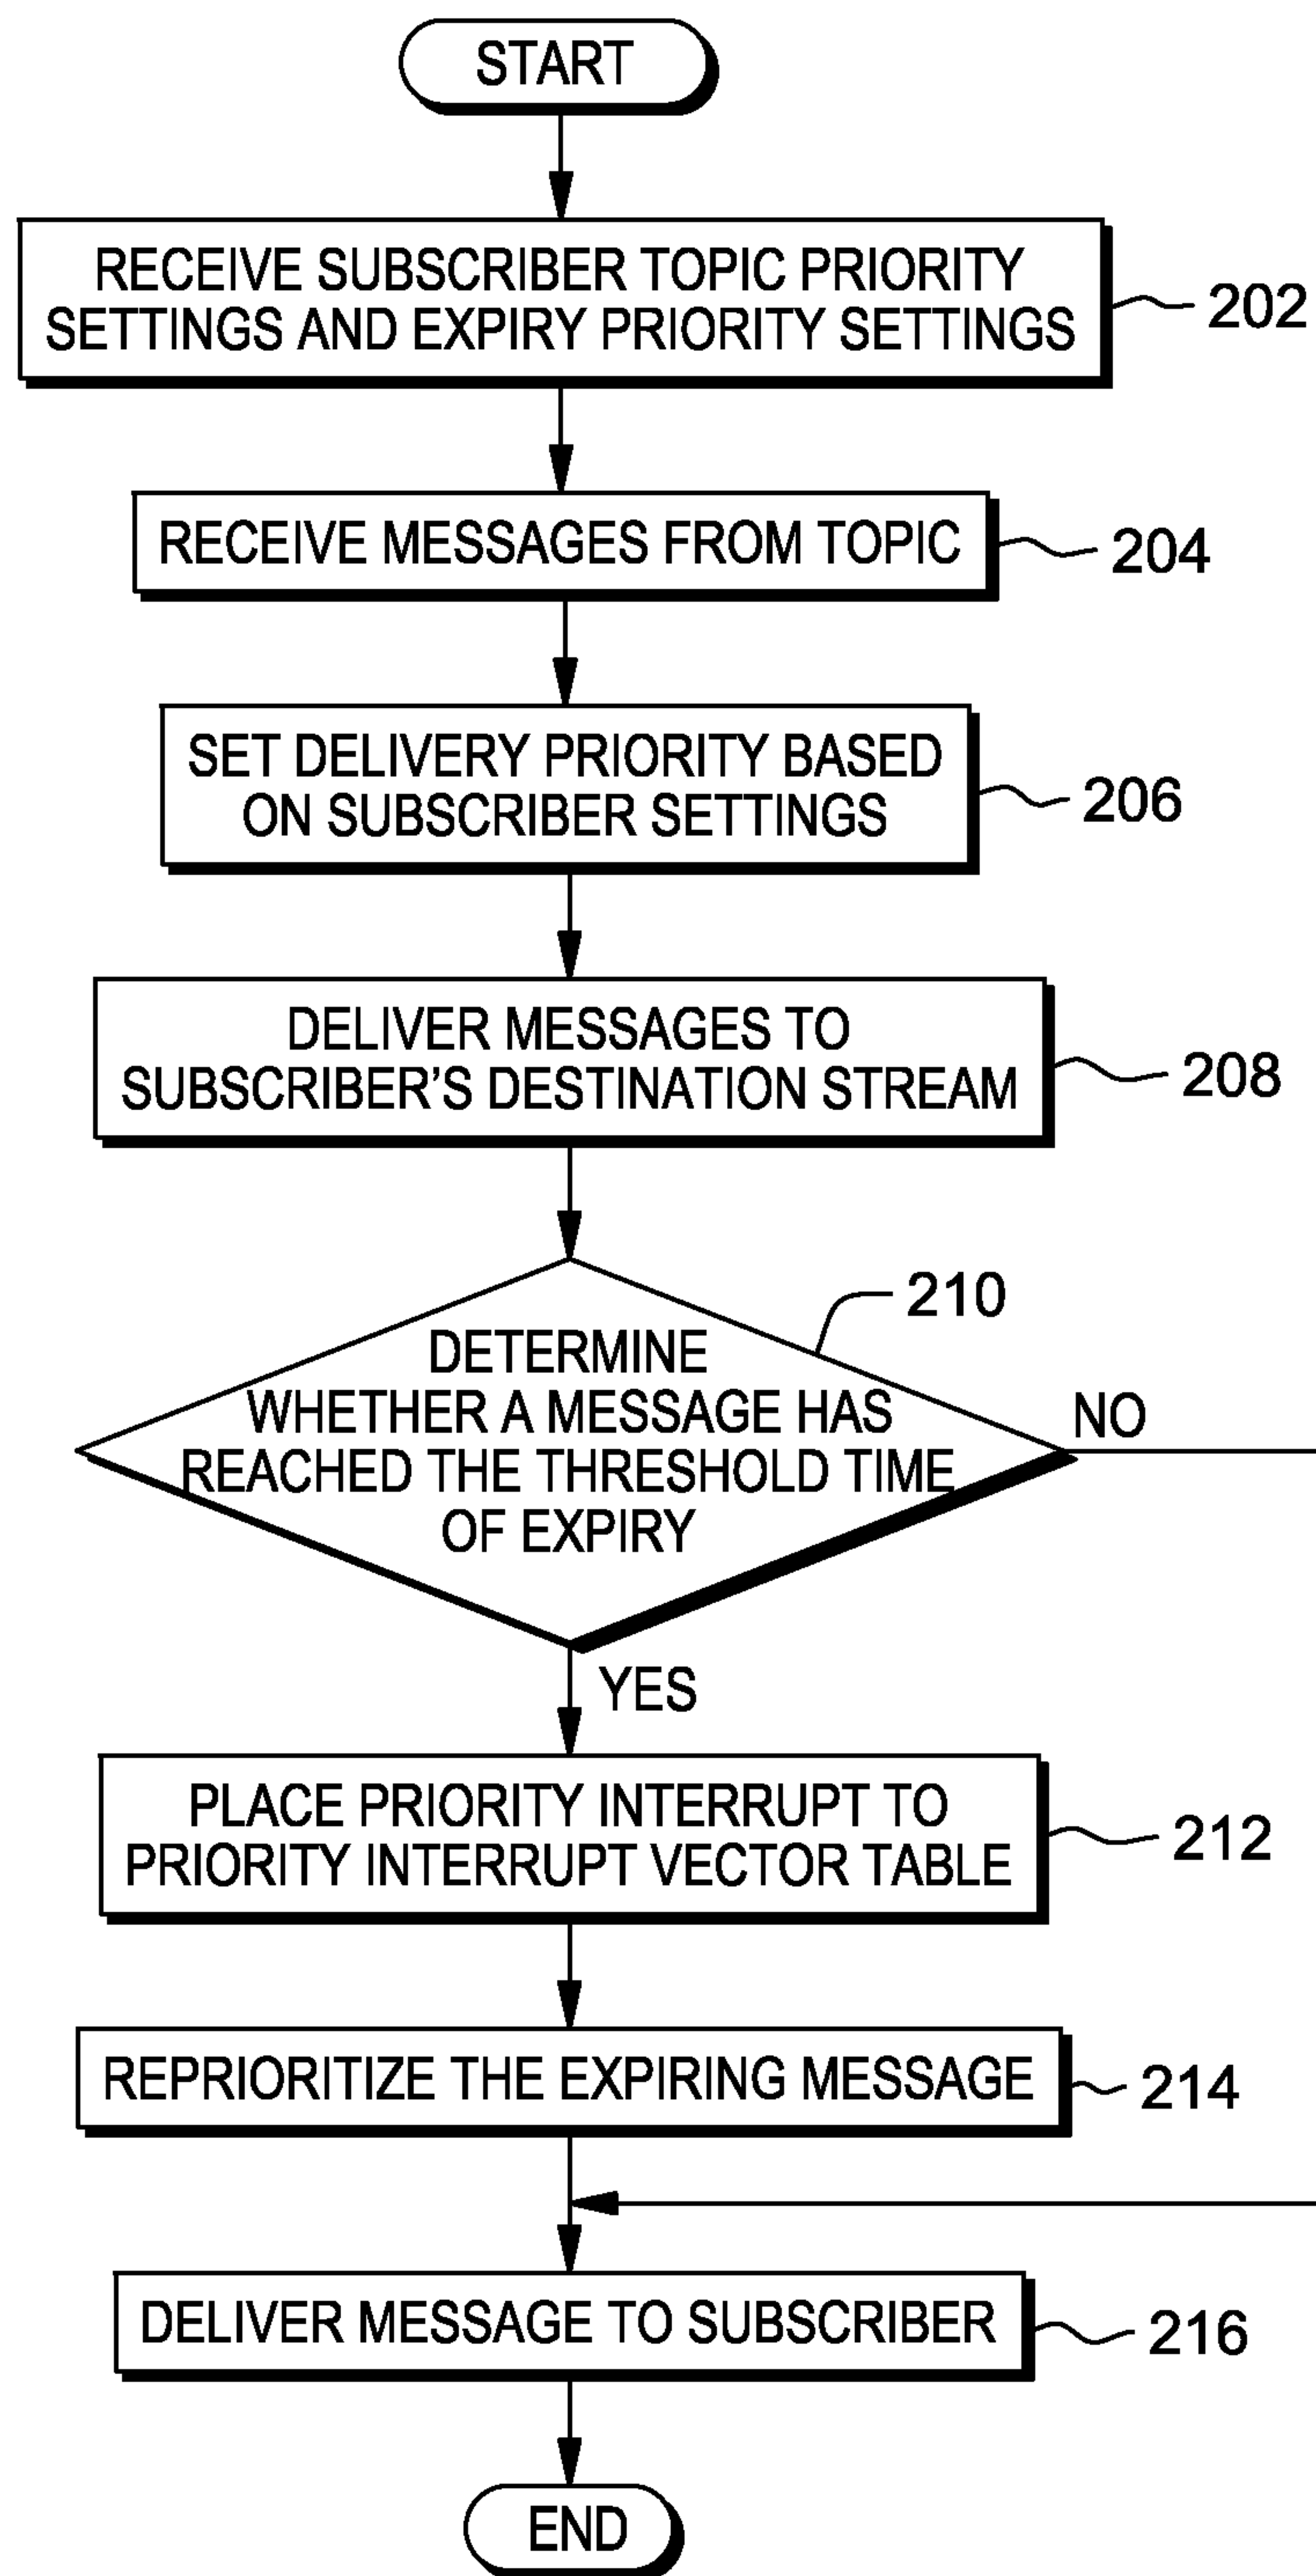 START
RECEIVE SUBSCRIBER TOPIC PRIORITY
SETTINGS AND EXPIRY PRIORITY SETTINGS
202
RECEIVE MESSAGES FROM TOPIC
204
SET DELIVERY PRIORITY BASED
ON SUBSCRIBER SETTINGS
206
DELIVER MESSAGES TO
SUBSCRIBER'S DESTINATION STREAM
208
210
DETERMINE
WHETHER A MESSAGE HAS
REACHED THE THRESHOLD TIME
OF EXPIRY
NO
YES
PLACE PRIORITY INTERRUPT TO
PRIORITY INTERRUPT VECTOR TABLE
212
REPRIORITIZE THE EXPIRING MESSAGE
214
DELIVER MESSAGE TO SUBSCRIBER
216
END